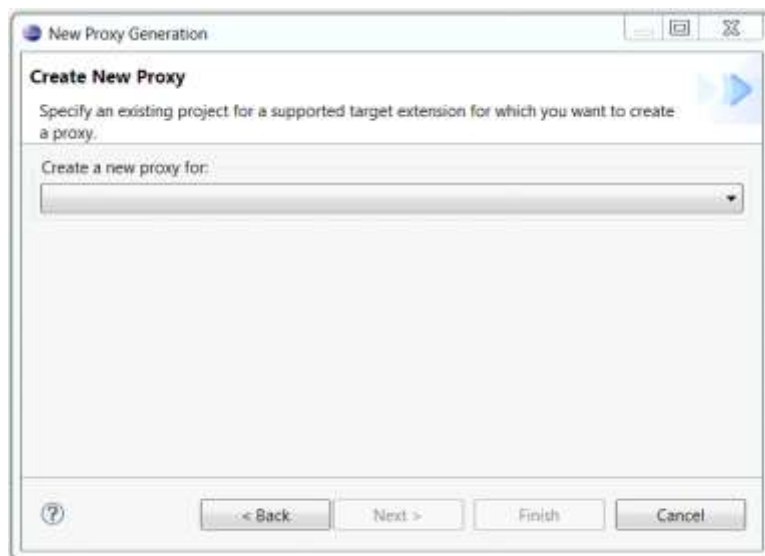 New Proxy Generation
Create New Proxy
Specify an existing project for a supported target extension for which you want to create
a proxy.
Create a new proxy for:
< Back
Next >
Finish
Cancel